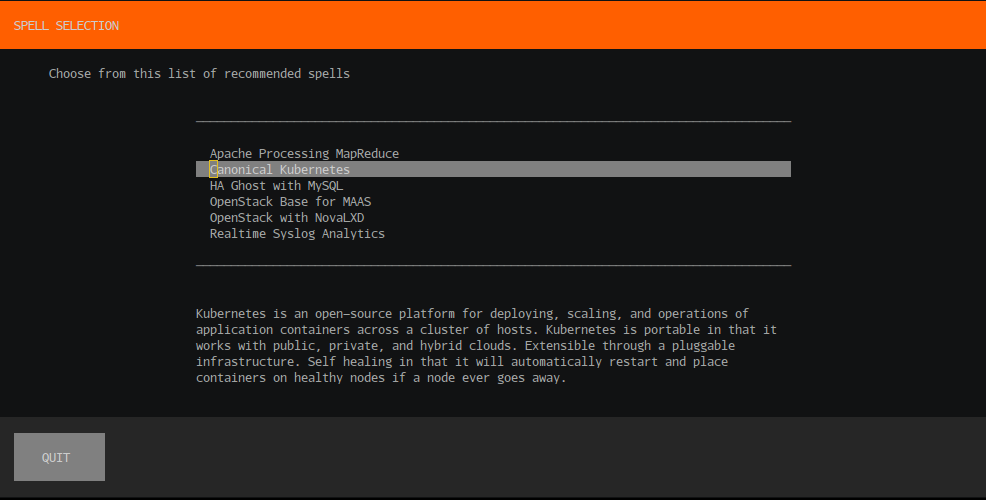 SPELL SELECTION
Choose from this list of recommended spells
Apache Processing MapReduce
Canonical Kubernetes
HA Ghost with MySQL
OpenStack Base for MAAS
OpenStack with NovaLXD
Realtime Syslog Analytics
Kubernetes is an open-source platform for deploying, scaling, and operations of
application containers across a cluster of hosts. Kubernetes is portable in that it
works with public, private, and hybrid clouds. Extensible through a pluggable
infrastructure. Self healing in that it will automatically restart and place
containers on healthy nodes if a node ever goes away.
QUIT